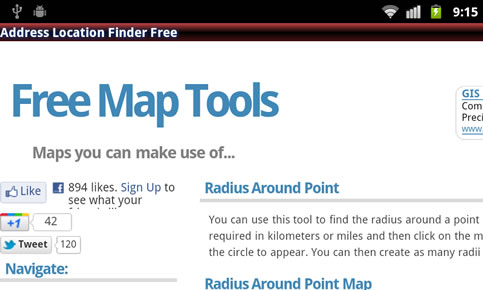 9:15
Address Location Finder Free
Free Map Tools
GIS
Com
Preci
www.
Maps you can make use of...
Like
894 likes. Sign Up to
see what your
+1
42
Tweet
120
Navigate:
Radius Around Point
You can use this tool to find the radius around a point
required in kilometers or miles and then click on the m
the circle to appear. You can then create as many radii
Radius Around Point Map